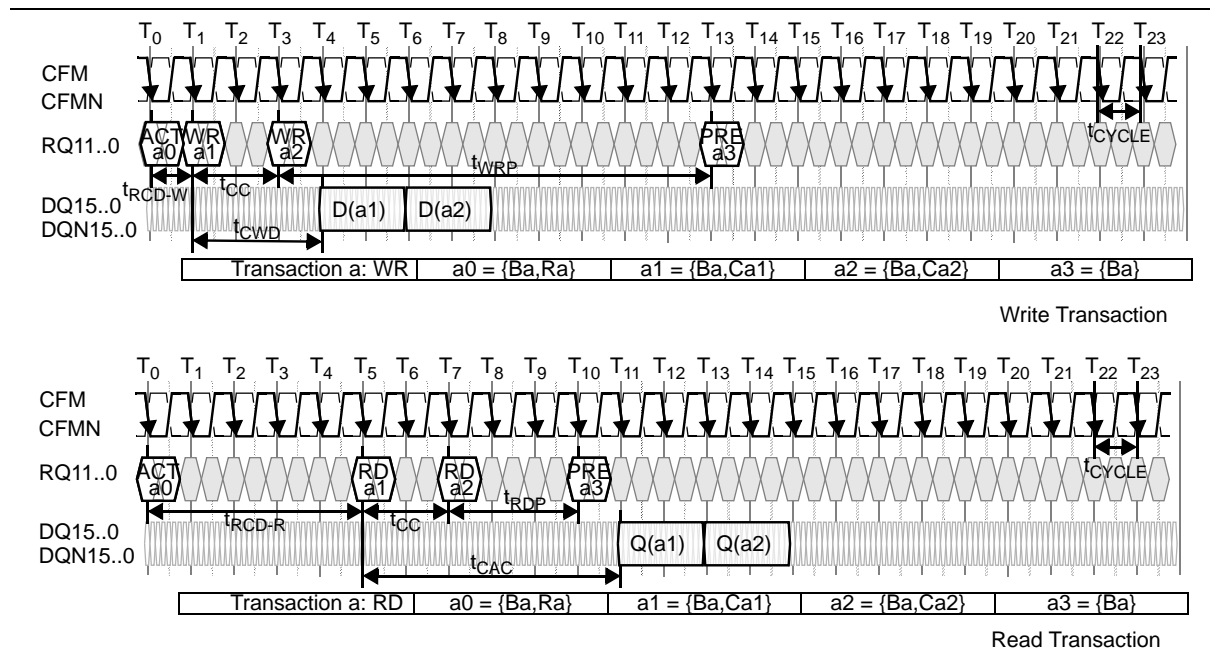 T0 T1 T2 T3 T4 T5 T6 T7 T8 T9 T10 T11 T12 T13 T14 T15 T16 T17 T18 T19 T20 T21 T22 T23
CFM
CFMN
RQ11..0
ACT a0
WR a1
WR a2
PRE a3
tCYCLE
tWRP
tRCD-W
tCC
DQ15..0
DQN15..0
D(a1)
D(a2)
tCWD
Transaction a: WR
a0 = {Ba,Ra}
a1 = {Ba,Ca1}
a2 = {Ba,Ca2}
a3 = {Ba}
Write Transaction
T0 T1 T2 T3 T4 T5 T6 T7 T8 T9 T10 T11 T12 T13 T14 T15 T16 T17 T18 T19 T20 T21 T22 T23
CFM
CFMN
RQ11..0
ACT a0
RD a1
RD a2
PRE a3
tCYCLE
tRCD-R
tCC
tRDP
DQ15..0
DQN15..0
Q(a1)
Q(a2)
tCAC
Transaction a: RD
a0 = {Ba,Ra}
a1 = {Ba,Ca1}
a2 = {Ba,Ca2}
a3 = {Ba}
Read Transaction